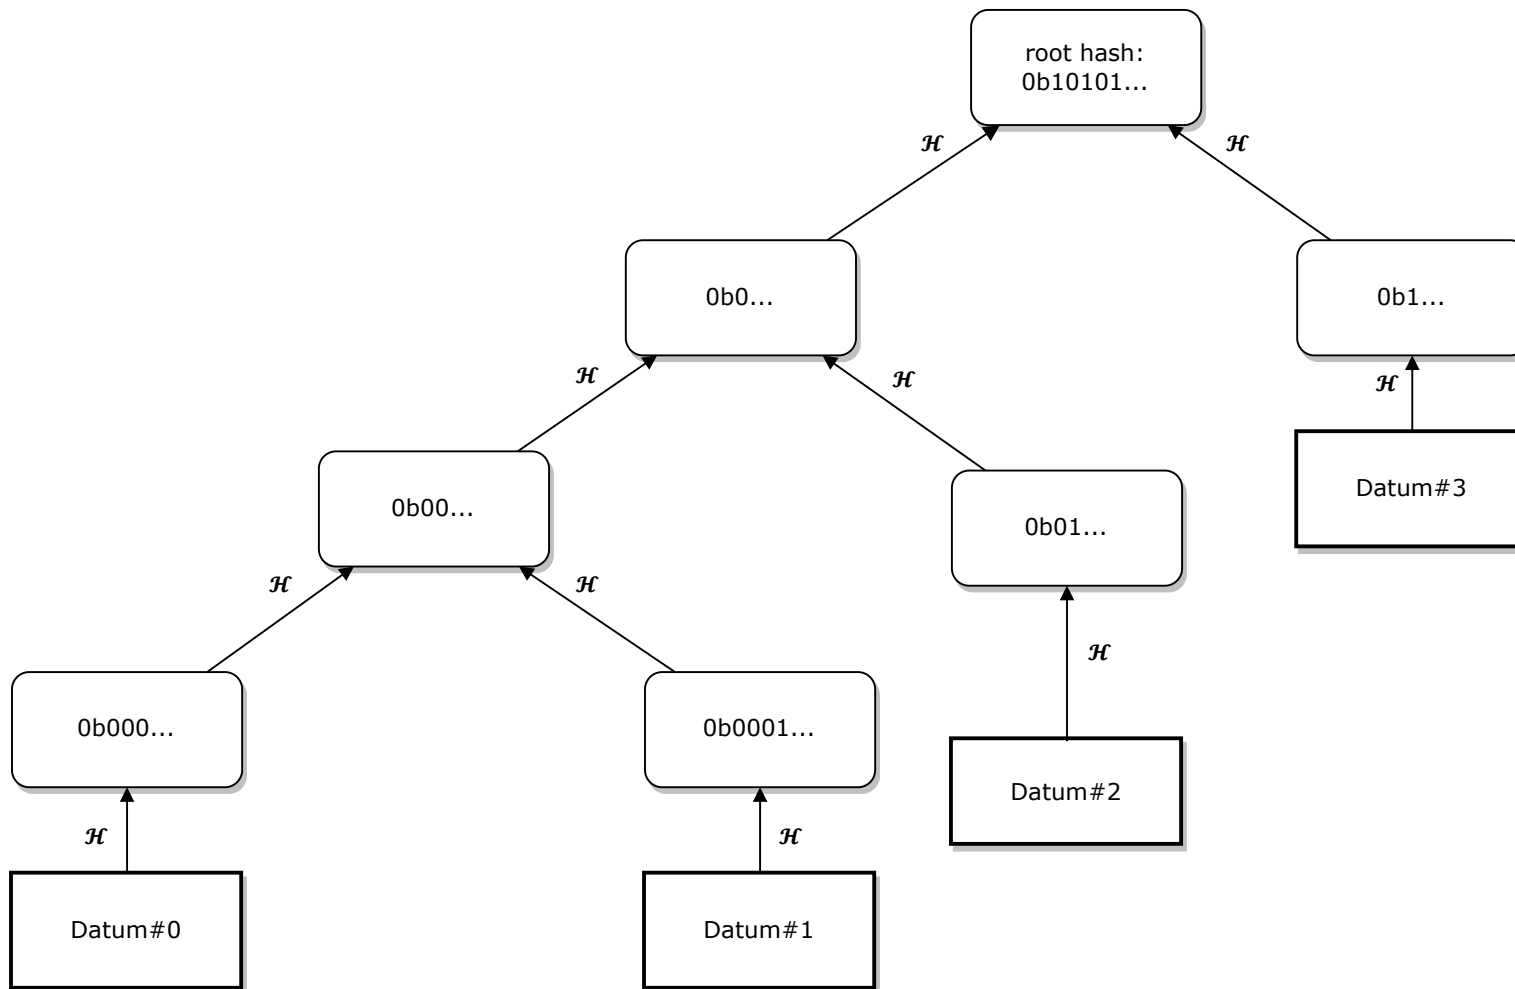 root hash:
0b10101...
ℋ
ℋ
0b0...
0b1...
ℋ
ℋ
ℋ
0b00...
0b01...
Datum#3
ℋ
ℋ
ℋ
0b000...
0b0001...
Datum#2
ℋ
ℋ
Datum#0
Datum#1